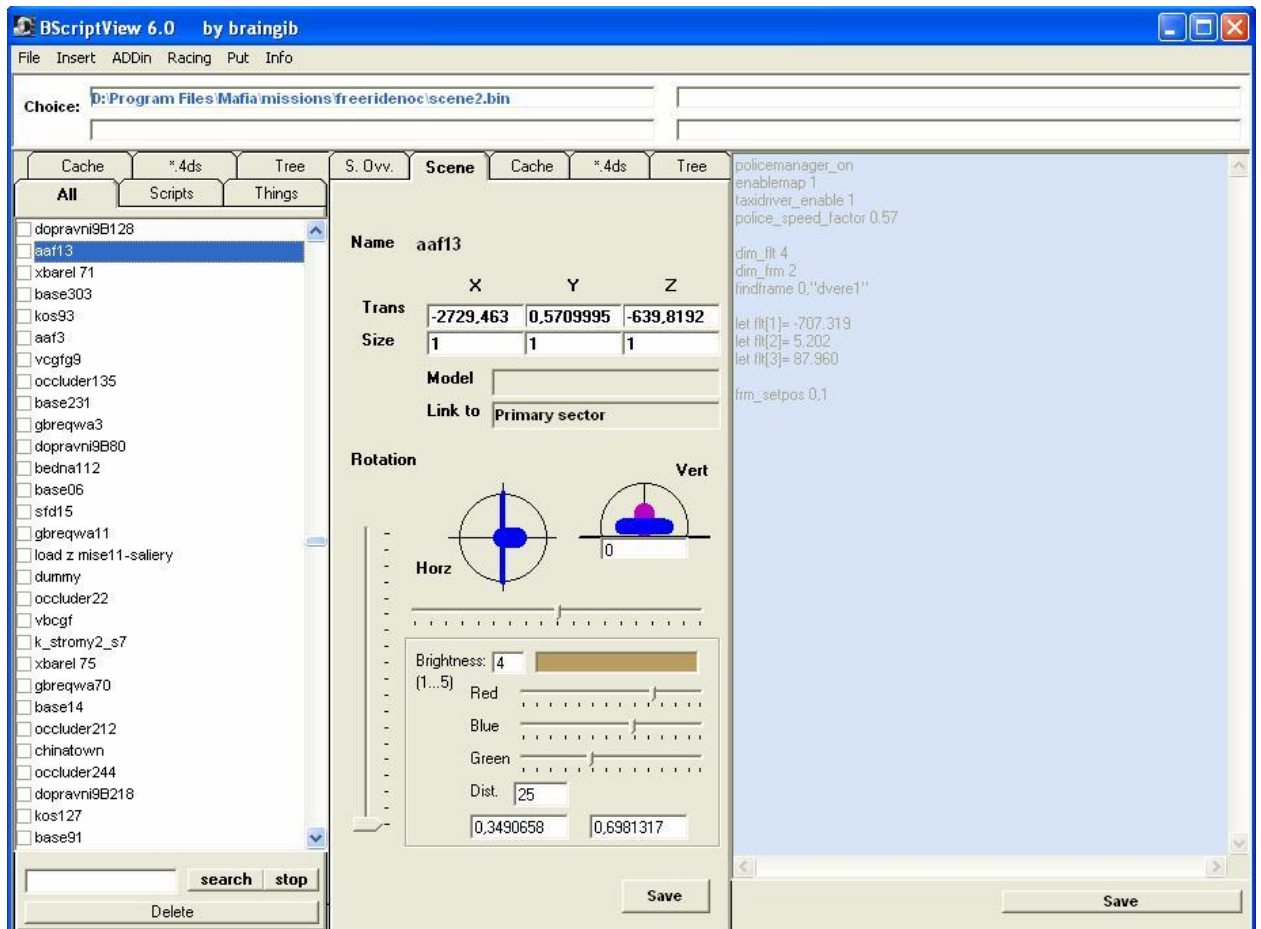 BScriptView 6.0 by braingib
File Insert ADDin Racing Put Info
Choice: D:\Program Files\Mafia\missions\freeridenoc\scene2.bin
Cache *.4ds Tree
All Scripts Things
dopravni9B128
aaf13
xbarel 71
base303
kos93
aaf3
vcgfg9
occluder135
base231
gbreqwa3
dopravni9B80
bedna112
base06
sfd15
gbreqwa11
load z mise11-saliery
dummy
occluder22
vbcgf
k_stromy2_s7
xbarel 75
gbreqwa70
base14
occluder212
chinatown
occluder244
dopravni9B218
kos127
base91
search stop
Delete
S. Ovv. Scene Cache *.4ds Tree
Name aaf13
X Y Z
Trans -2729,463 0,5709995 -639,8192
Size 1 1 1
Model
Link to Primary sector
Rotation
Vert
0
Horz
Brightness: 4
(1...5)
Red
Blue
Green
Dist. 25
0,3490658 0,6981317
Save
policemanager_on
enablemap 1
taxidriver_enable 1
police_speed_factor 0.57
dim_flt 4
dim_frm 2
findframe 0,"dvere1"
let flt[1]= -707.319
let flt[2]= 5.202
let flt[3]= 87.960
frm_setpos 0,1
Save